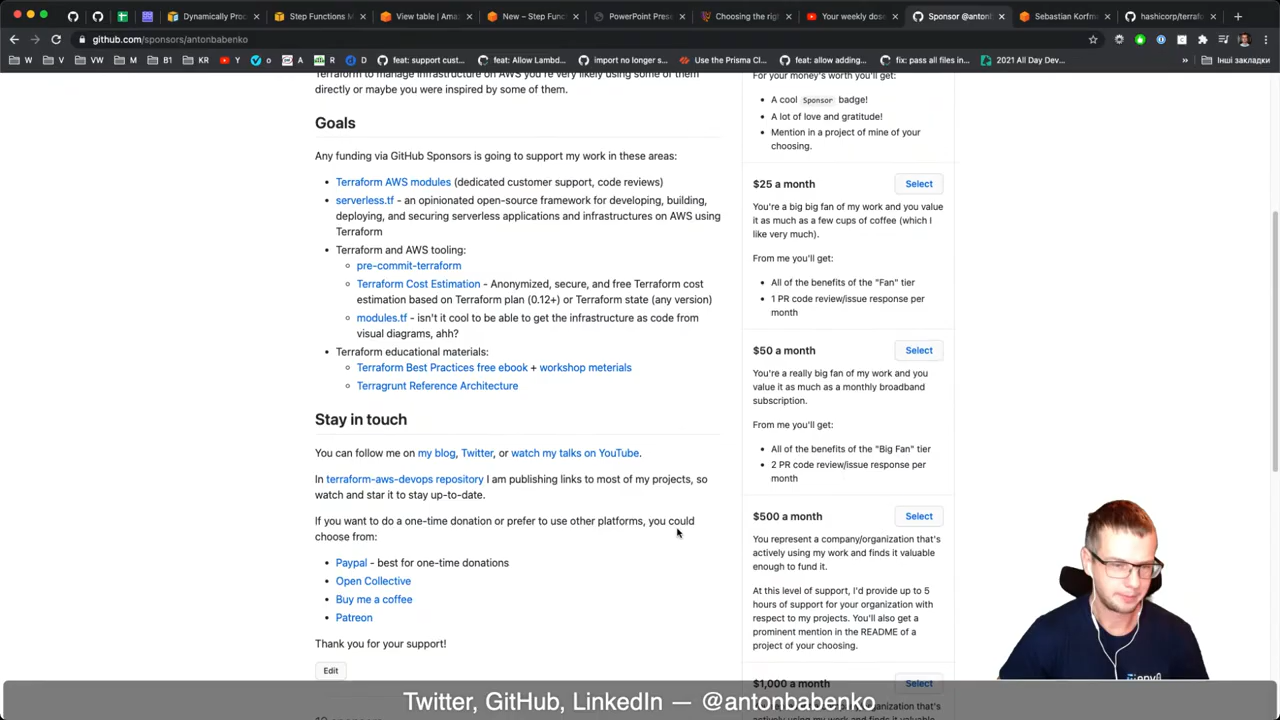 Dynamically Proc
Step Functions M
View table | Amaz
New – Step Func
PowerPoint Pres
Choosing the rig
Your weekly dose
Sponsor @anton
Sebastian Korfm
hashicorp/terrafo
github.com/sponsors/antonbabenko
W
V
VW
M
B1
KR
Y
o
A
R
D
feat: support cust...
feat: Allow Lambd...
import no longer s...
Use the Prisma Cl...
feat: allow adding...
fix: pass all files in...
2021 All Day Dev...
»
Інші закладки
Terraform to manage infrastructure on AWS you're very likely using some of them
directly or maybe you were inspired by some of them.
Goals
Any funding via GitHub Sponsors is going to support my work in these areas:
• Terraform AWS modules (dedicated customer support, code reviews)
• serverless.tf - an opinionated open-source framework for developing, building,
deploying, and securing serverless applications and infrastructures on AWS using
Terraform
• Terraform and AWS tooling:
◦ pre-commit-terraform
◦ Terraform Cost Estimation - Anonymized, secure, and free Terraform cost
estimation based on Terraform plan (0.12+) or Terraform state (any version)
◦ modules.tf - isn't it cool to be able to get the infrastructure as code from
visual diagrams, ahh?
• Terraform educational materials:
◦ Terraform Best Practices free ebook + workshop meterials
◦ Terragrunt Reference Architecture
Stay in touch
You can follow me on my blog, Twitter, or watch my talks on YouTube.
In terraform-aws-devops repository I am publishing links to most of my projects, so
watch and star it to stay up-to-date.
If you want to do a one-time donation or prefer to use other platforms, you could
choose from:
• Paypal - best for one-time donations
• Open Collective
• Buy me a coffee
• Patreon
Thank you for your support!
Edit
For your money's worth you'll get:
• A cool Sponsor badge!
• A lot of love and gratitude!
• Mention in a project of mine of your
choosing.
$25 a month
Select
You're a big big fan of my work and you value
it as much as a few cups of coffee (which I
like very much).
From me you'll get:
• All of the benefits of the "Fan" tier
• 1 PR code review/issue response per
month
$50 a month
Select
You're a really big fan of my work and you
value it as much as a monthly broadband
subscription.
From me you'll get:
• All of the benefits of the "Big Fan" tier
• 2 PR code review/issue response per
month
$500 a month
Select
You represent a company/organization that's
actively using my work and finds it valuable
enough to fund it.
At this level of support, I'd provide up to 5
hours of support for your organization with
respect to my projects. You'll also get a
prominent mention in the README of a
project of your choosing.
$1,000 a month
Select
Twitter, GitHub, LinkedIn — @antonbabenko